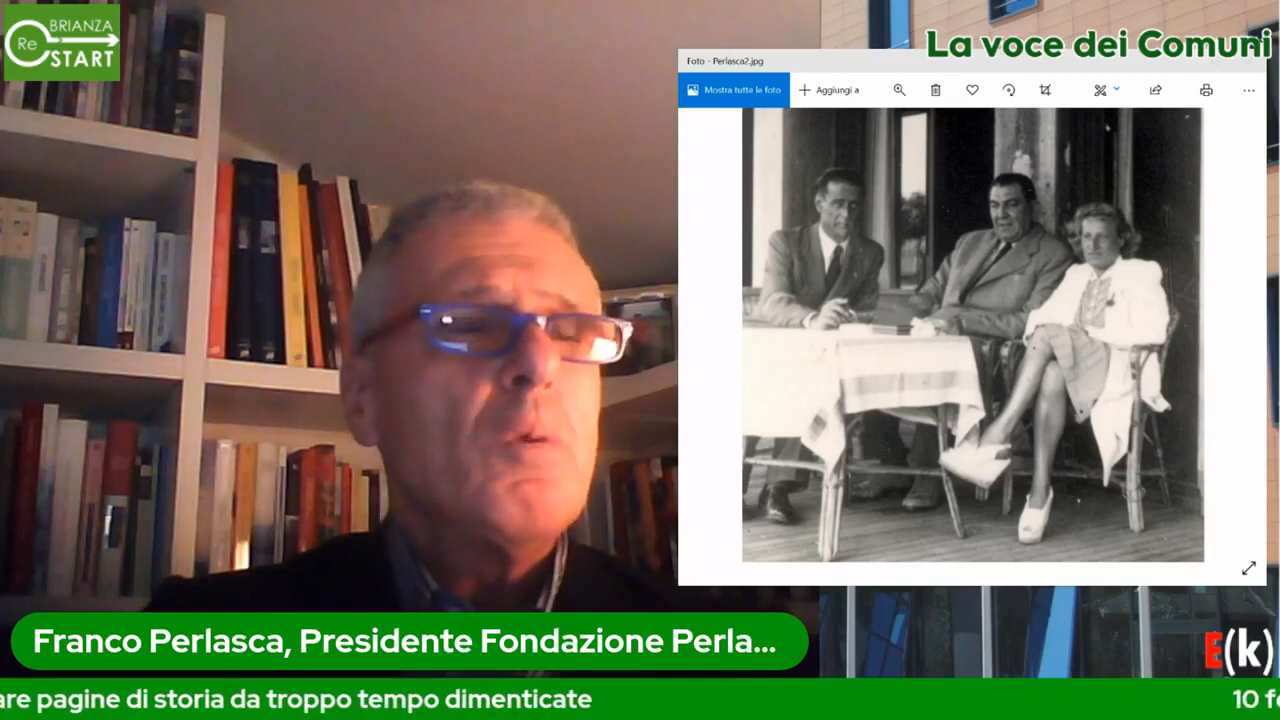 BRIANZA
Re
START
La voce dei Comuni
Foto - Perlasca2.jpg
Mostra tutte le foto
Aggiungi a
Franco Perlasca, Presidente Fondazione Perla...
E(k)
are pagine di storia da troppo tempo dimenticate
10 fe